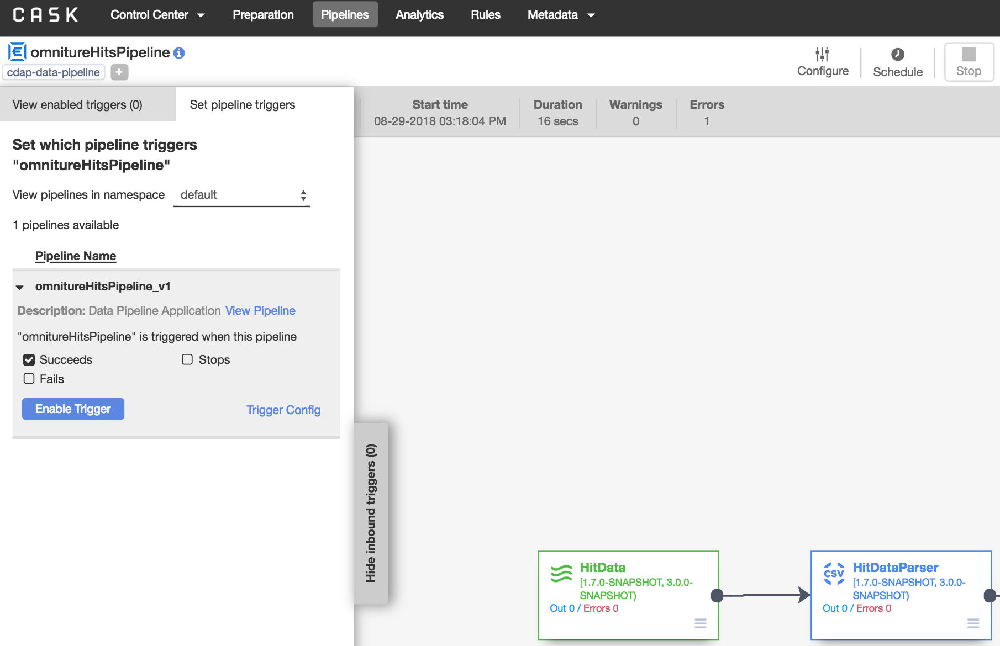 CASK Control Center Preparation Pipelines Analytics Rules Metadata
omnitureHitsPipeline
cdap-data-pipeline +
Configure Schedule Stop
View enabled triggers (0) Set pipeline triggers
Start time Duration Warnings Errors
08-29-2018 03:18:04 PM 16 secs 0 1
Set which pipeline triggers
"omnitureHitsPipeline"
View pipelines in namespace default
1 pipelines available
Pipeline Name
omnitureHitsPipeline_v1
Description: Data Pipeline Application View Pipeline
"omnitureHitsPipeline" is triggered when this pipeline
Succeeds Stops
Fails
Enable Trigger Trigger Config
Hide inbound triggers (0)
HitData
[1.7.0-SNAPSHOT, 3.0.0-
SNAPSHOT)
Out 0 / Errors 0
CSV HitDataParser
[1.7.0-SNAPSHOT, 3.0.0-
SNAPSHOT)
Out 0 / Errors 0